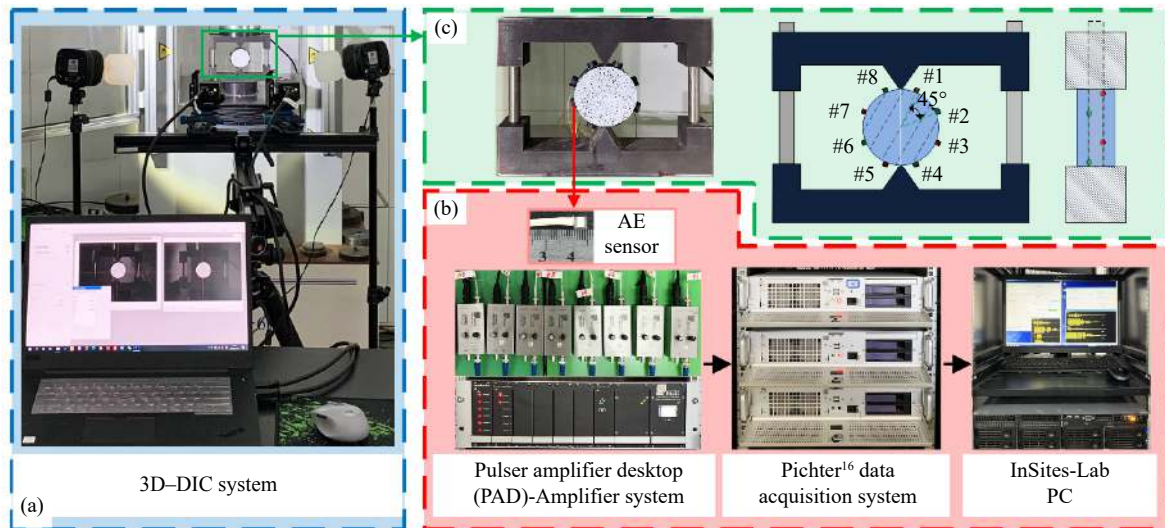 (c)
#8
#1
45°
#7
#2
#6
#3
#5
#4
(b)
AE
sensor
3 4
3D–DIC system
(a)
Pulser amplifier desktop
(PAD)-Amplifier system
Pichter¹⁶ data
acquisition system
InSites-Lab
PC